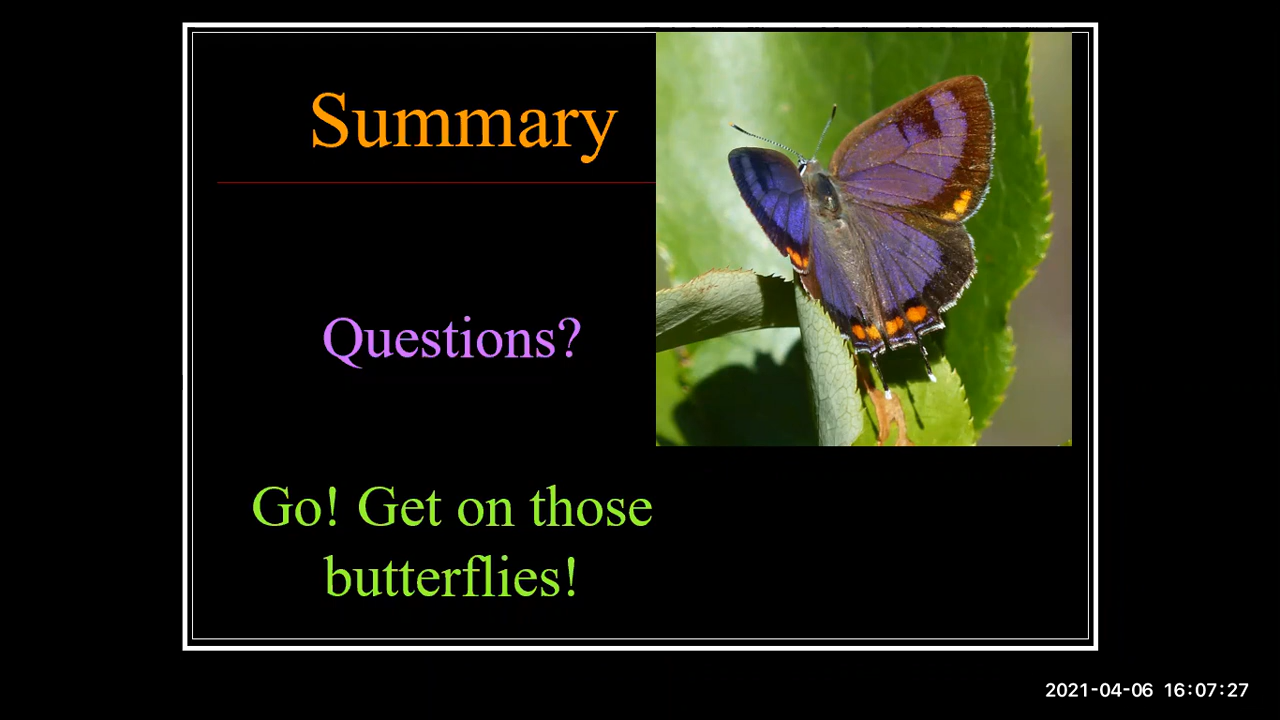 Summary
Questions?
Go! Get on those
butterflies!
2021-04-06 16:07:27